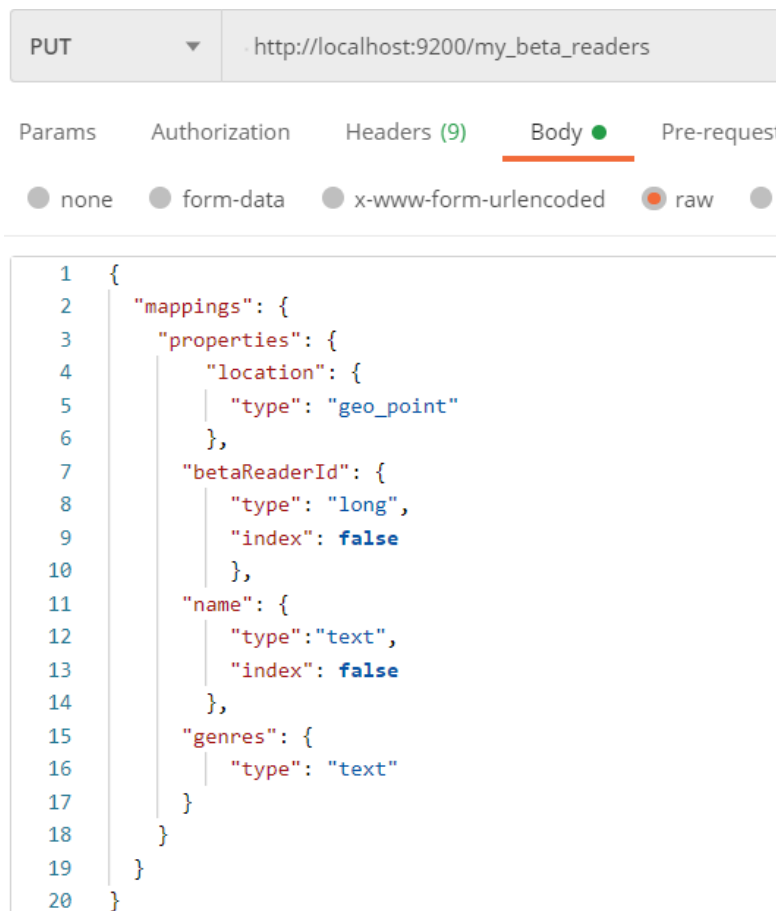 PUT http://localhost:9200/my_beta_readers
Params Authorization Headers (9) Body Pre-request
none form-data x-www-form-urlencoded raw
1 {
2 "mappings": {
3 "properties": {
4 "location": {
5 "type": "geo_point"
6 },
7 "betaReaderId": {
8 "type": "long",
9 "index": false
10 },
11 "name": {
12 "type":"text",
13 "index": false
14 },
15 "genres": {
16 "type": "text"
17 }
18 }
19 }
20 }